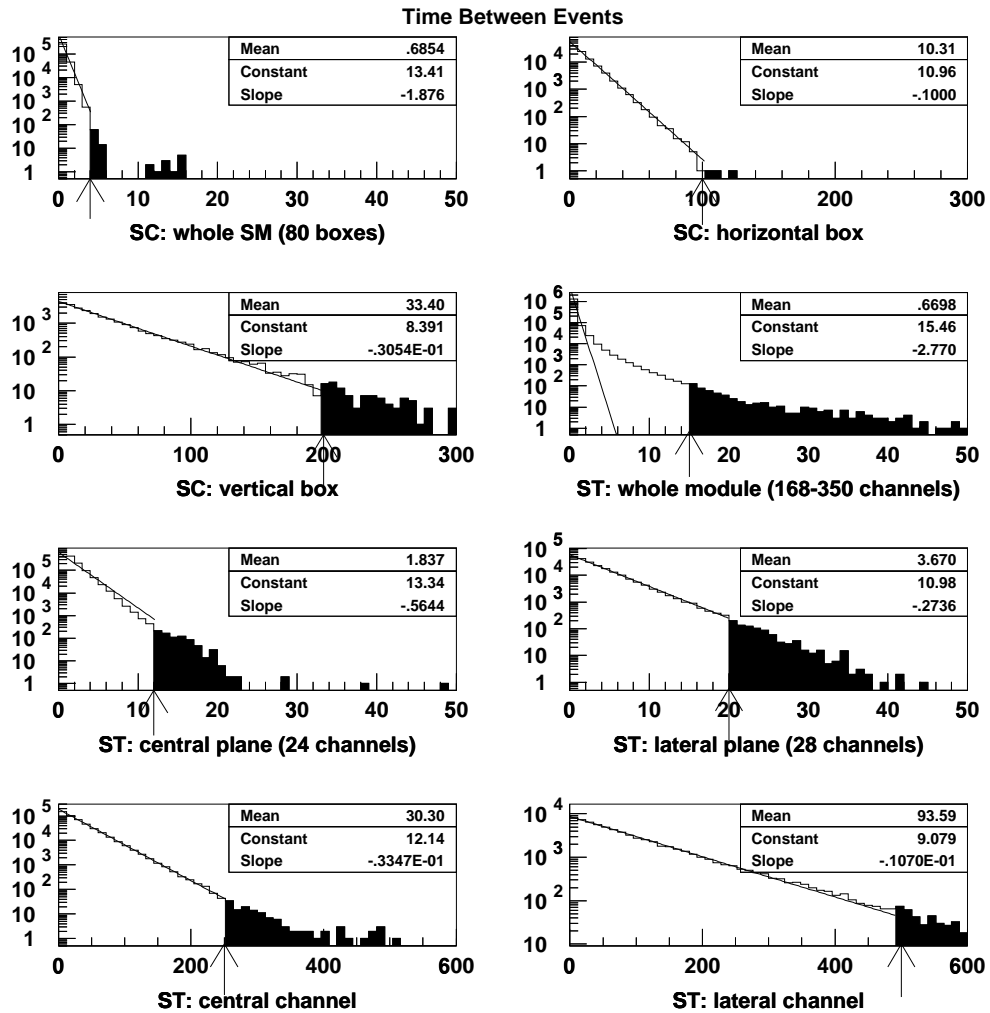 Time Between Events
Mean .6854
Constant 13.41
Slope -1.876
10 5
10 4
10 3
10 2
10
1
0 10 20 30 40 50
SC: whole SM (80 boxes)
Mean 10.31
Constant 10.96
Slope -.1000
10 4
10 3
10 2
10
1
0 100 200 300
SC: horizontal box
Mean 33.40
Constant 8.391
Slope -.3054E-01
10 3
10 2
10
1
0 100 200 300
SC: vertical box
Mean .6698
Constant 15.46
Slope -2.770
10 6
10 5
10 4
10 3
10 2
10
1
0 10 20 30 40 50
ST: whole module (168-350 channels)
Mean 1.837
Constant 13.34
Slope -.5644
10 5
10 4
10 3
10 2
10
1
0 10 20 30 40 50
ST: central plane (24 channels)
Mean 3.670
Constant 10.98
Slope -.2736
10 5
10 4
10 3
10 2
10
1
0 10 20 30 40 50
ST: lateral plane (28 channels)
Mean 30.30
Constant 12.14
Slope -.3347E-01
10 5
10 4
10 3
10 2
10
1
0 200 400 600
ST: central channel
Mean 93.59
Constant 9.079
Slope -.1070E-01
10 4
10 3
10 2
10
0 200 400 600
ST: lateral channel